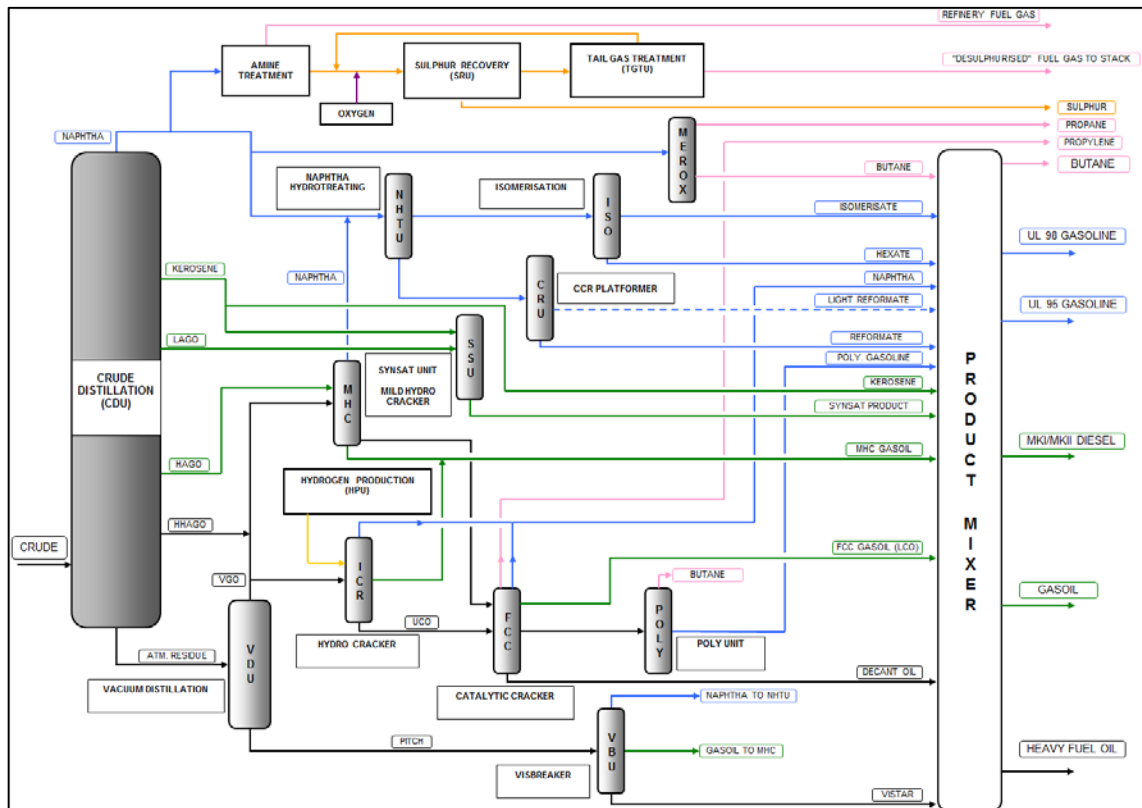 REFINERY FUEL GAS
AMINE
TREATMENT
SULPHUR RECOVERY
(SRU)
TAIL GAS TREATMENT
(TGTU)
"DESULPHURISED" FUEL GAS TO STACK
OXYGEN
SULPHUR
NAPHTHA
PROPANE
MEROX
PROPYLENE
BUTANE
BUTANE
NAPHTHA
HYDROTREATING
NHTU
ISOMERISATION
ISO
ISOMERISATE
UL 98 GASOLINE
HEXATE
KEROSENE
NAPHTHA
CRU
CCR PLATFORMER
NAPHTHA
LIGHT REFORMATE
UL 95 GASOLINE
LAGO
SSU
REFORMATE
POLY. GASOLINE
CRUDE
DISTILLATION
(CDU)
MHC
SYNSAT UNIT
MILD HYDRO
CRACKER
KEROSENE
SYNSAT PRODUCT
PRODUCT MIXER
HAGO
MHC GASOIL
MKI/MKII DIESEL
HYDROGEN PRODUCTION
(HPU)
HHAGO
CRUDE
ICR
FCC GASOIL (LCO)
VGO
BUTANE
GASOIL
FCC
POLY
UCO
HYDRO CRACKER
POLY UNIT
ATM. RESIDUE
VDU
VACUUM DISTILLATION
DECANT OIL
CATALYTIC CRACKER
NAPHTHA TO NHTU
PITCH
VBU
GASOIL TO MHC
HEAVY FUEL OIL
VISBREAKER
VISTAR